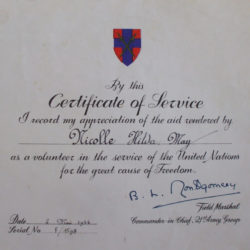 By this
Certificate of Service
I record my appreciation of the aid rendered by
Nicolle Hilda May
as a volunteer in the service of the United Nations
for the great cause of Freedom.
B. L. Montgomery
Field Marshal
Commander-in-Chief, 21st Army Group
Date
Serial No